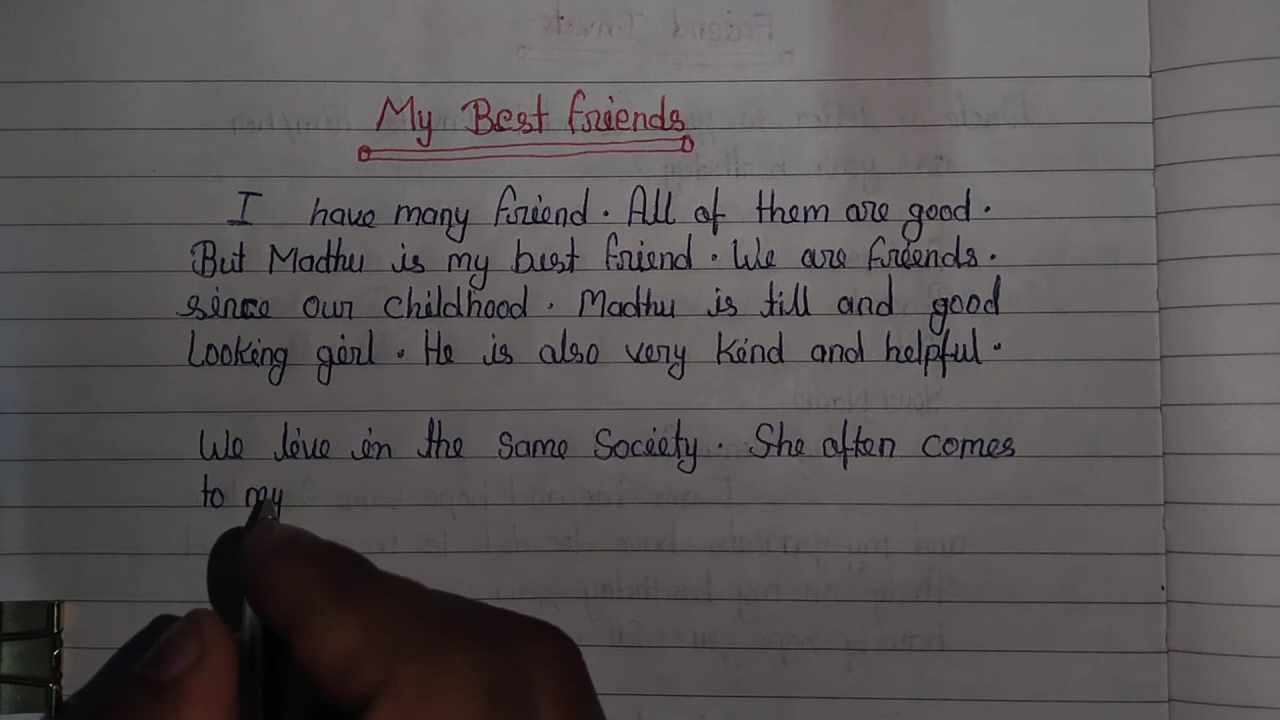 My Best friends
I have many friend. All of them are good.
But Madhu is my best friend. We are friends.
since our childhood. Madhu is till and good
Looking girl. He is also very kind and helpful.
We live in the same Society. She often comes
to my